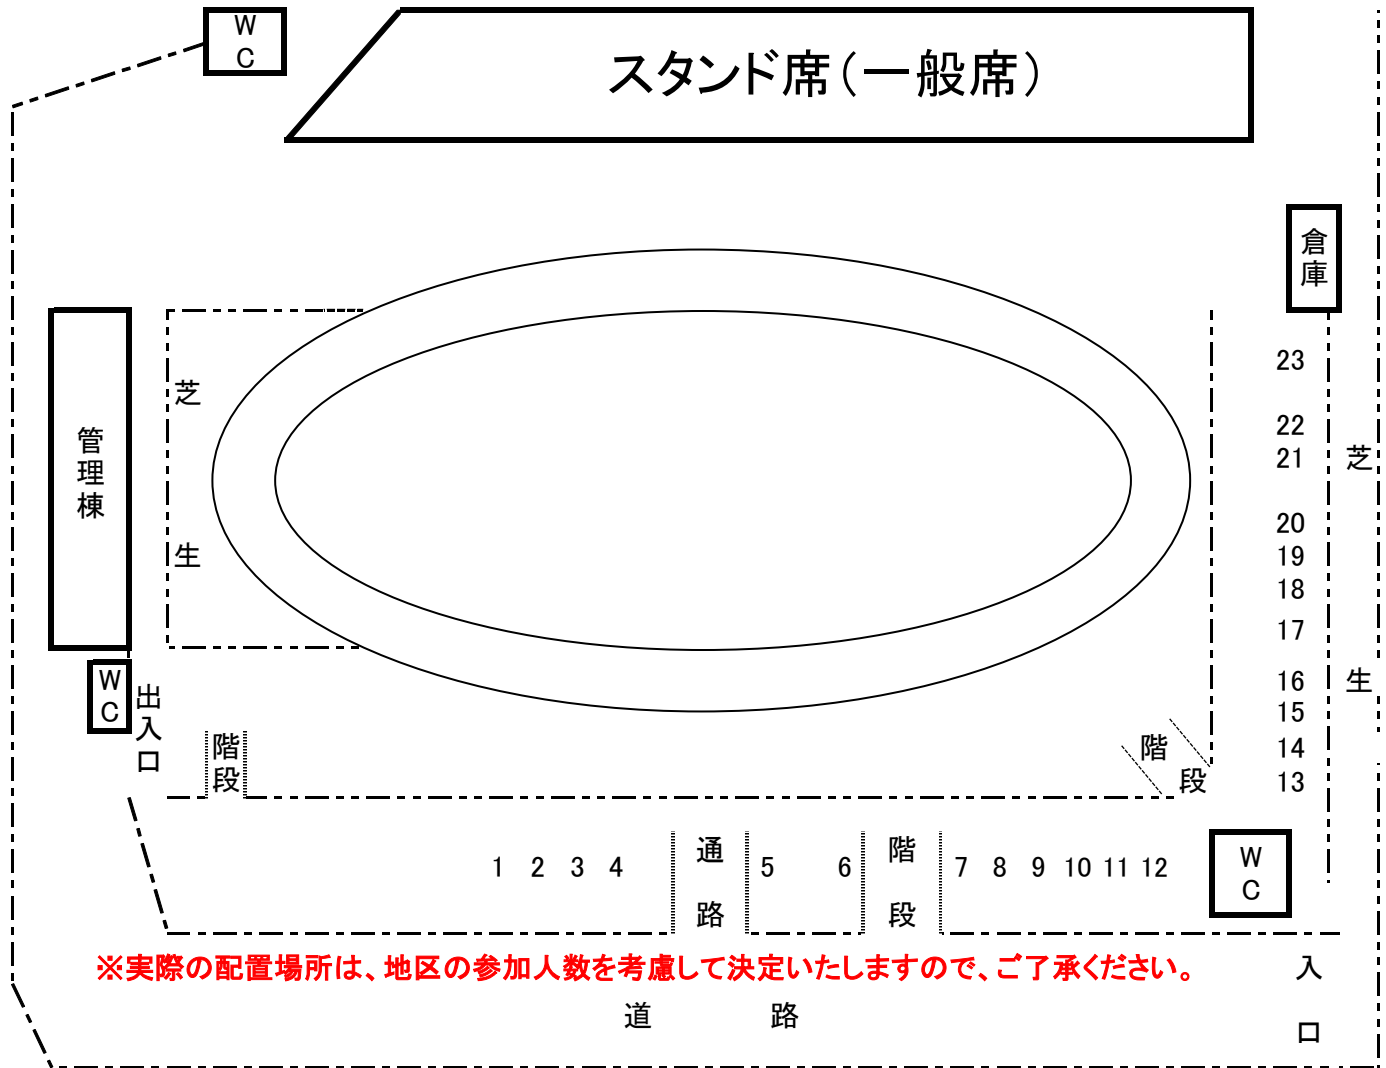 WC
スタンド席（一般席）
倉庫
管理棟
芝生
23
22
21
20
19
18
17
16
15
14
13
芝生
WC
出入口
階段
階段
1 2 3 4
通路
5 6
階段
7 8 9 10 11 12
WC
※実際の配置場所は、地区の参加人数を考慮して決定いたしますので、ご了承ください。
入口
道路